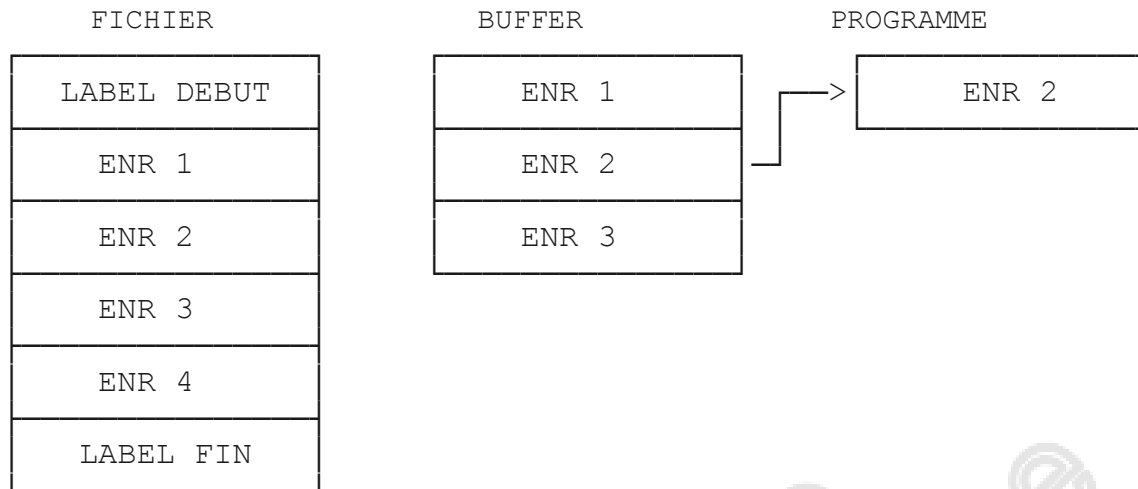 FICHIER BUFFER PROGRAMME
LABEL DEBUT ENR 1 > ENR 2
ENR 1 ENR 2
ENR 2 ENR 3
ENR 3
ENR 4
LABEL FIN